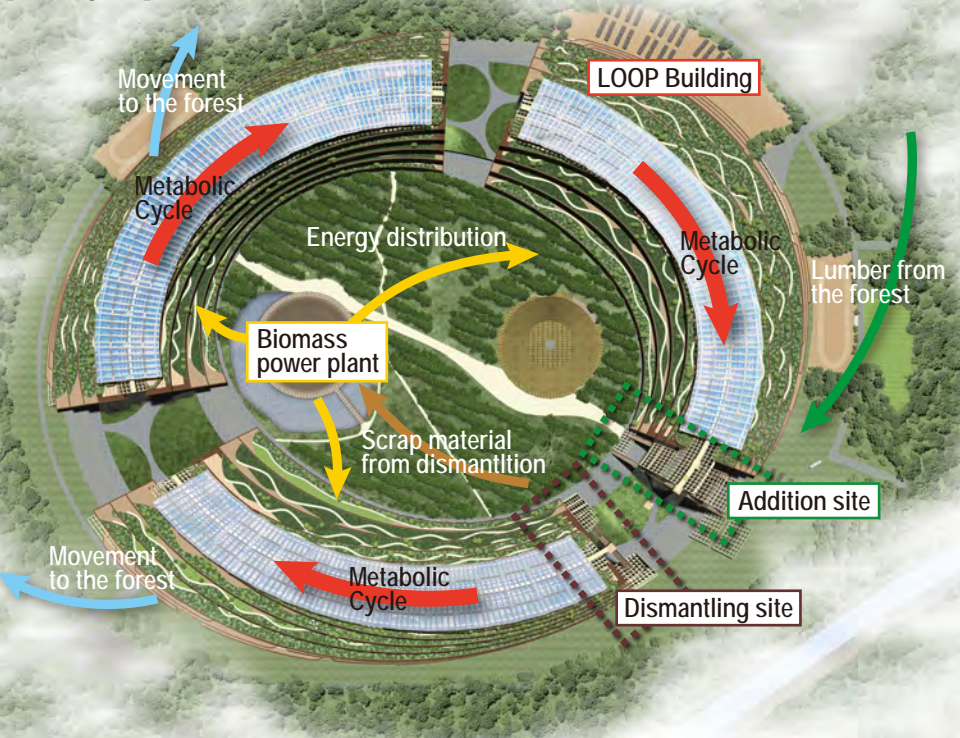 LOOP Building
Movement
to the forest
Metabolic
Cycle
Energy distribution
Metabolic
Cycle
Lumber from
the forest
Biomass
power plant
Scrap material
from dismantltion
Addition site
Movement
to the forest
Metabolic
Cycle
Dismantling site